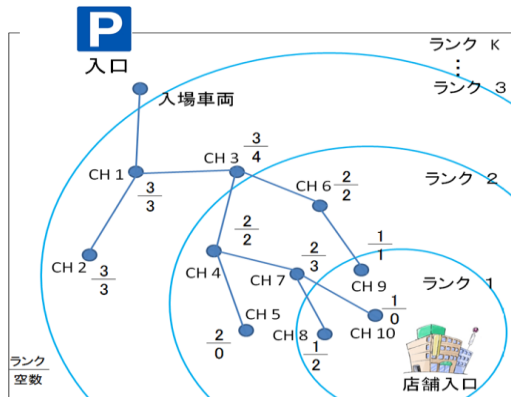 P
入口
ランク K
⋮
ランク 3
入場車両
CH 1
3/3
CH 3
3/4
CH 6
2/2
ランク 2
CH 2
3/3
CH 4
2/2
CH 7
2/3
CH 9
1/1
ランク 1
CH 5
2/0
CH 8
1/2
CH 10
1/0
店舗入口
ランク
空数